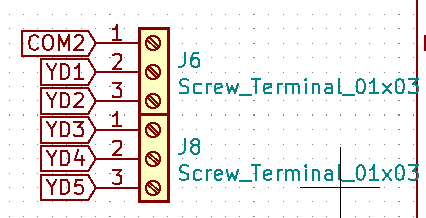 COM2 1
YD1 2
YD2 3
J6
Screw_Terminal_01x03
YD3 1
YD4 2
YD5 3
J8
Screw_Terminal_01x03